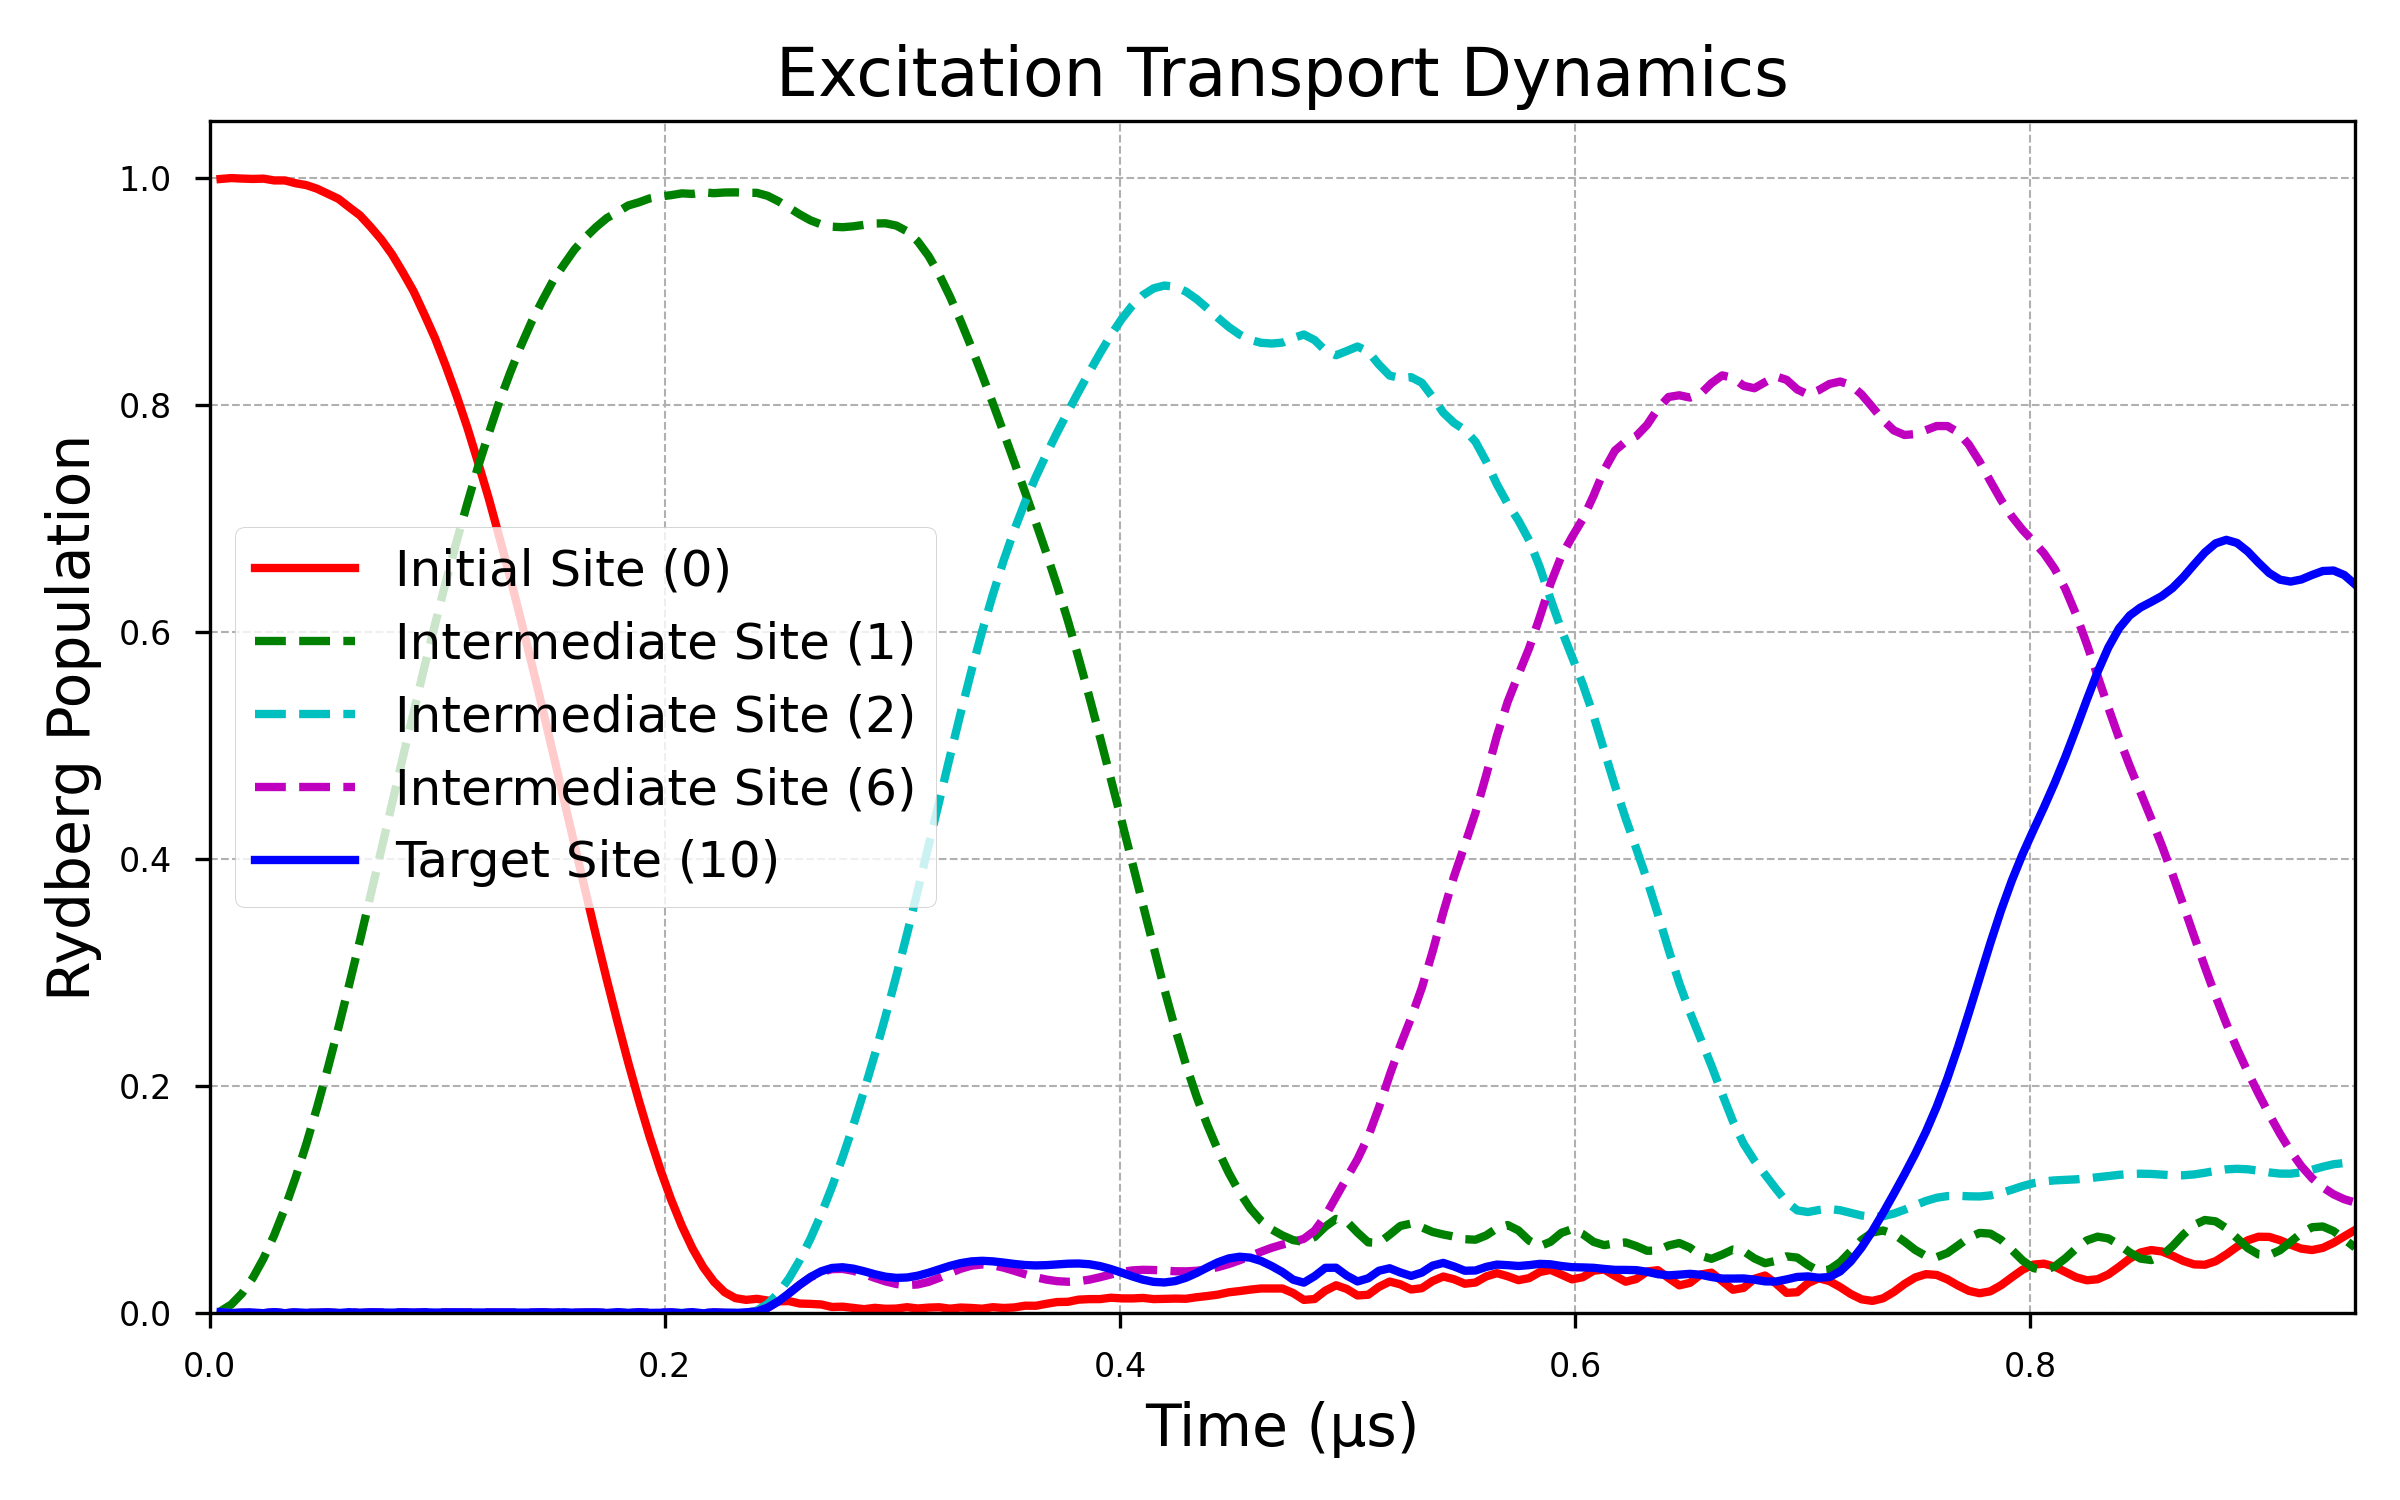 Excitation Transport Dynamics
Rydberg Population
1.0
0.8
0.6
0.4
0.2
0.0
Initial Site (0)
Intermediate Site (1)
Intermediate Site (2)
Intermediate Site (6)
Target Site (10)
0.0 0.2 0.4 0.6 0.8
Time (μs)